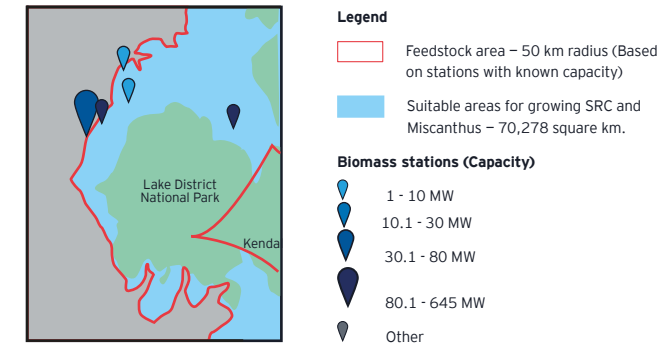 Lake District
National Park
Kenda
Legend
Feedstock area – 50 km radius (Based
on stations with known capacity)
Suitable areas for growing SRC and
Miscanthus – 70,278 square km.
Biomass stations (Capacity)
1 - 10 MW
10.1 - 30 MW
30.1 - 80 MW
80.1 - 645 MW
Other